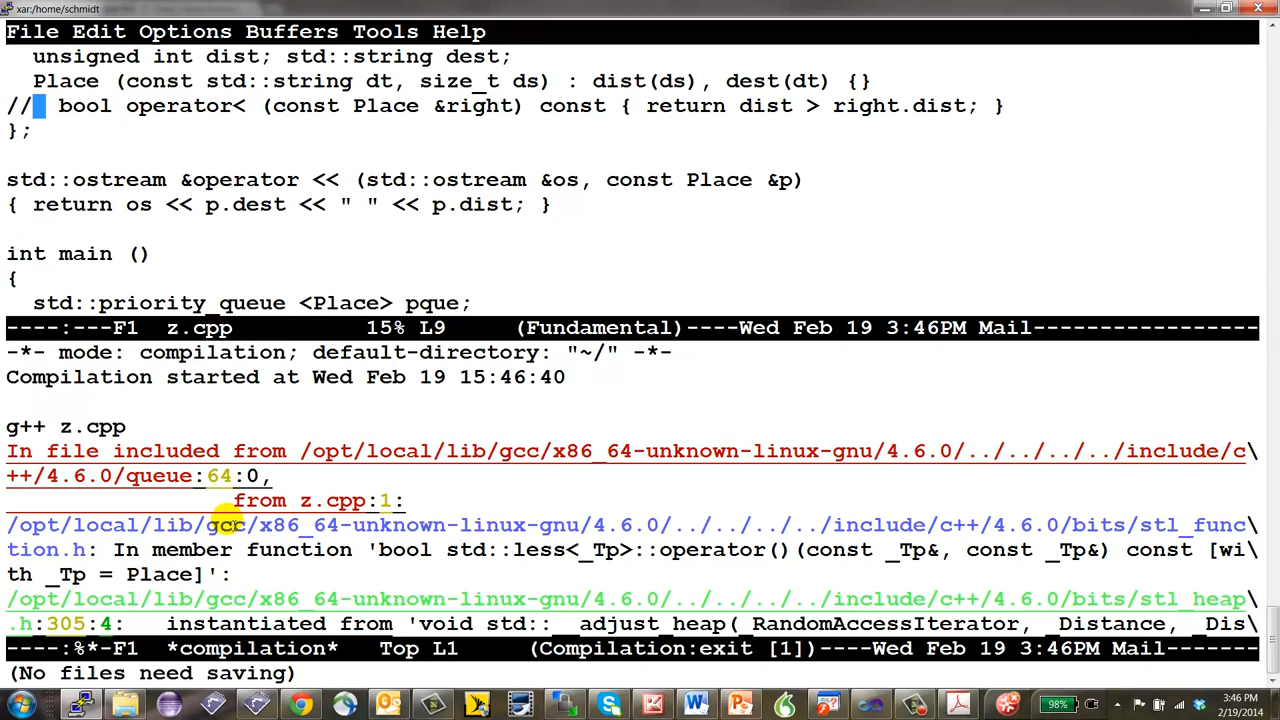 xar:/home/schmidt
File Edit Options Buffers Tools Help
unsigned int dist; std::string dest;
Place (const std::string dt, size_t ds) : dist(ds), dest(dt) {}
// bool operator< (const Place &right) const { return dist > right.dist; }
};
std::ostream &operator << (std::ostream &os, const Place &p)
{ return os << p.dest << " " << p.dist; }
int main ()
{
std::priority_queue <Place> pque;
----:---F1 z.cpp 15% L9 (Fundamental)----Wed Feb 19 3:46PM Mail-----------------
-*- mode: compilation; default-directory: "~/" -*-
Compilation started at Wed Feb 19 15:46:40
g++ z.cpp
In file included from /opt/local/lib/gcc/x86_64-unknown-linux-gnu/4.6.0/../../../../include/c\
++/4.6.0/queue:64:0,
from z.cpp:1:
/opt/local/lib/gcc/x86_64-unknown-linux-gnu/4.6.0/../../../../include/c++/4.6.0/bits/stl_func\
tion.h: In member function 'bool std::less<_Tp>::operator()(const _Tp&, const _Tp&) const [wi\
th _Tp = Place]':
/opt/local/lib/gcc/x86_64-unknown-linux-gnu/4.6.0/../../../../include/c++/4.6.0/bits/stl_heap\
.h:305:4: instantiated from 'void std::__adjust_heap(_RandomAccessIterator, _Distance, _Dis\
----:%*-F1 *compilation* Top L1 (Compilation:exit [1])----Wed Feb 19 3:46PM Mail---------
(No files need saving)
98%
3:46 PM
2/19/2014